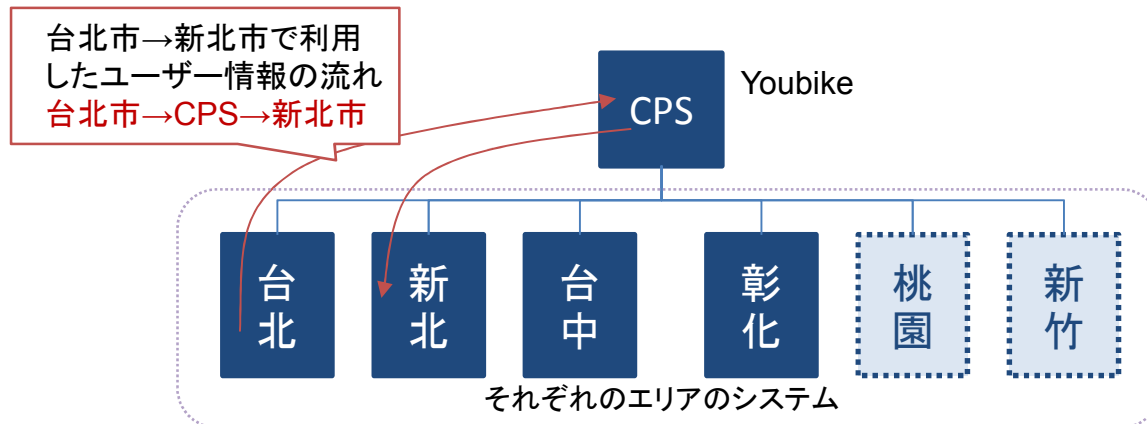 台北市→新北市で利用
したユーザー情報の流れ
台北市→CPS→新北市
CPS
Youbike
台北
新北
台中
彰化
桃園
新竹
それぞれのエリアのシステム